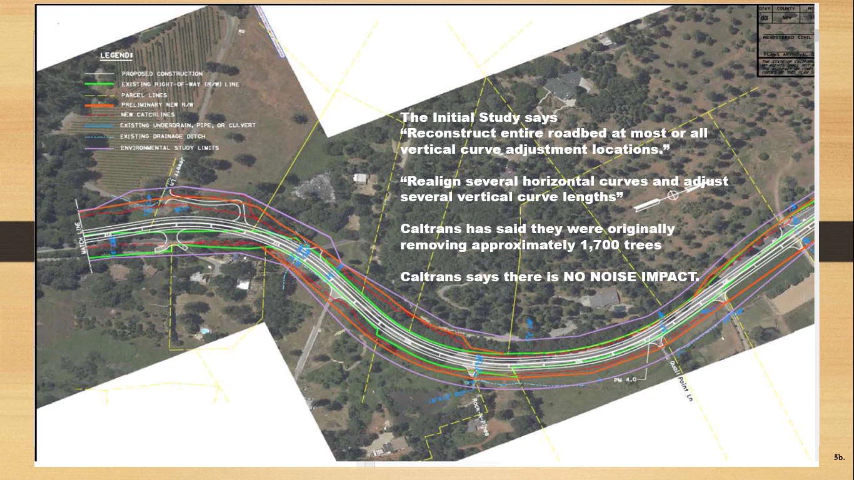 LEGEND:
PROPOSED CONSTRUCTION
EXISTING RIGHT-OF-WAY (R/W) LINE
PARCEL LINES
PRELIMINARY NEW R/W
NEW CATCHLINES
EXISTING UNDERDRAIN, PIPE, OR CULVERT
EXISTING DRAINAGE DITCH
ENVIRONMENTAL STUDY LIMITS
COUNTY
The Initial Study says
“Reconstruct entire roadbed at most or all
vertical curve adjustment locations.”
“Realign several horizontal curves and adjust
several vertical curve lengths”
Caltrans has said they were originally
removing approximately 1,700 trees
Caltrans says there is NO NOISE IMPACT.
PM 4.0
Point Ln
5b.